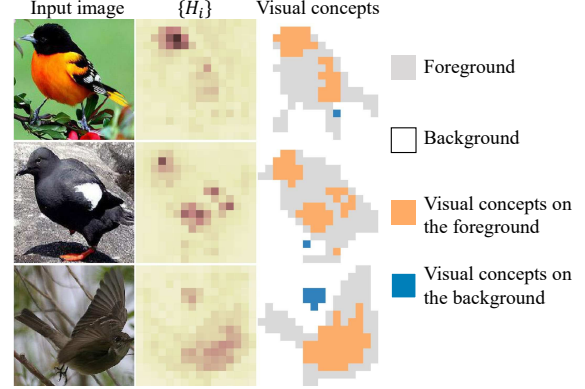 Input image
{H_i}
Visual concepts
Foreground
Background
Visual concepts on
the foreground
Visual concepts on
the background